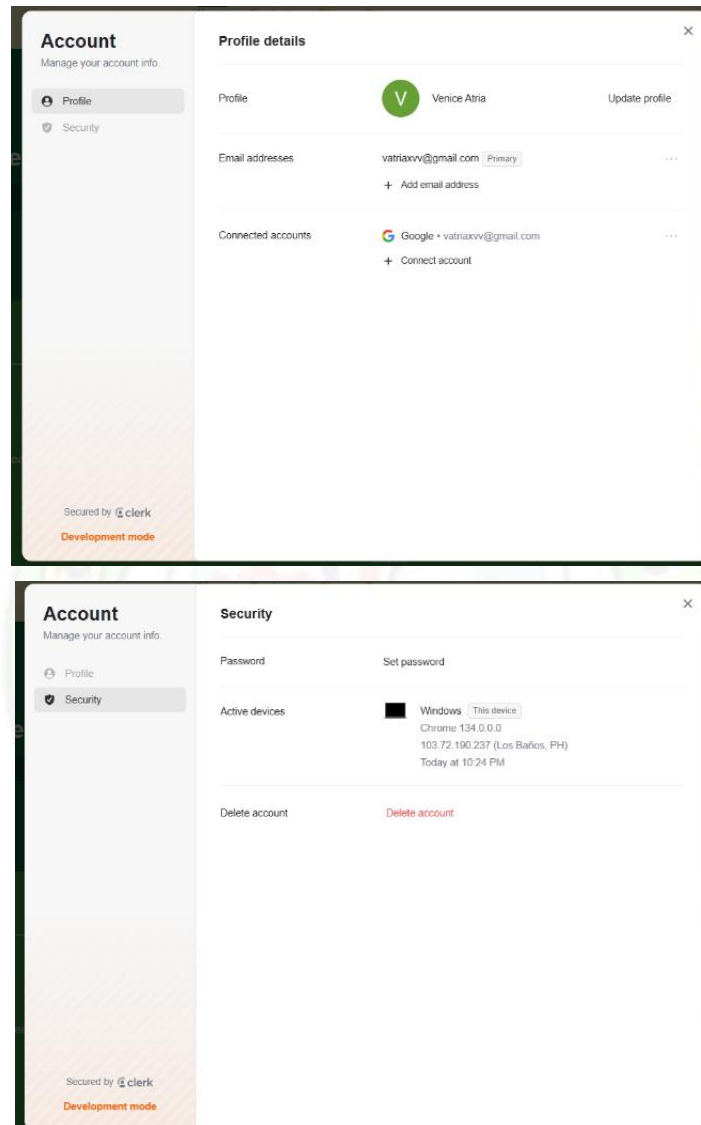 Account
Manage your account info.
Profile
Security
Secured by clerk
Development mode
Profile details
Profile
V
Venice Atria
Update profile
Email addresses
vatriaxvv@gmail.com Primary
+ Add email address
Connected accounts
Google • vatriaxvv@gmail.com
+ Connect account
Account
Manage your account info.
Profile
Security
Secured by clerk
Development mode
Security
Password
Set password
Active devices
Windows This device
Chrome 134.0.0.0
103.72.190.237 (Los Baños, PH)
Today at 10:24 PM
Delete account
Delete account